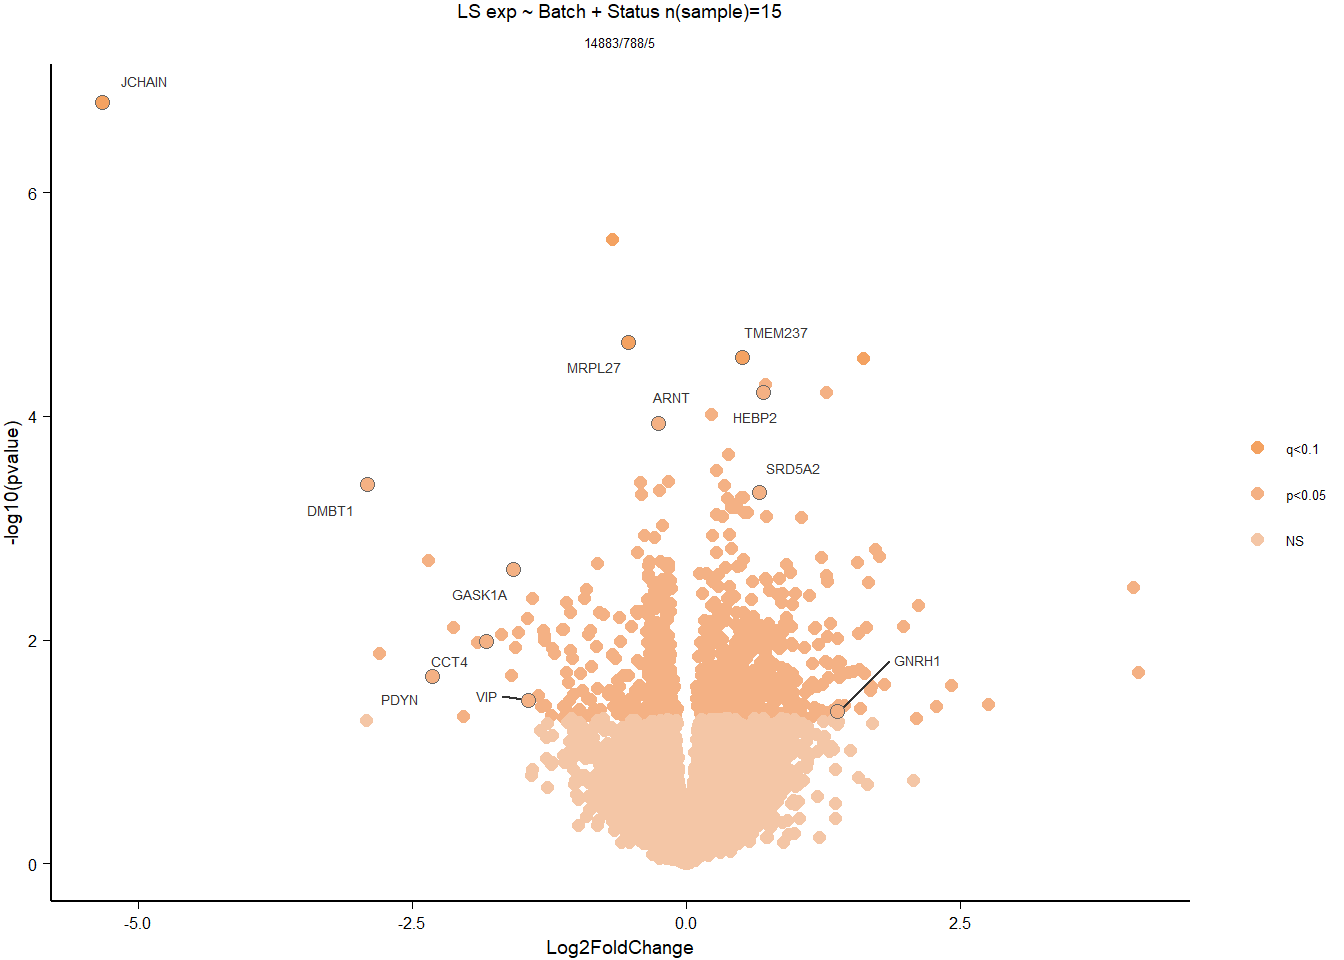 LS exp ~ Batch + Status n(sample)=15
14883/788/5
JCHAIN
6
TMEM237
MRPL27
ARNT
4
HEBP2
q<0.1
SRD5A2
-log10(pvalue)
p<0.05
DMBT1
NS
GASK1A
2
CCT4
GNRH1
PDYN
VIP
0
-5.0
-2.5
0.0
2.5
Log2FoldChange